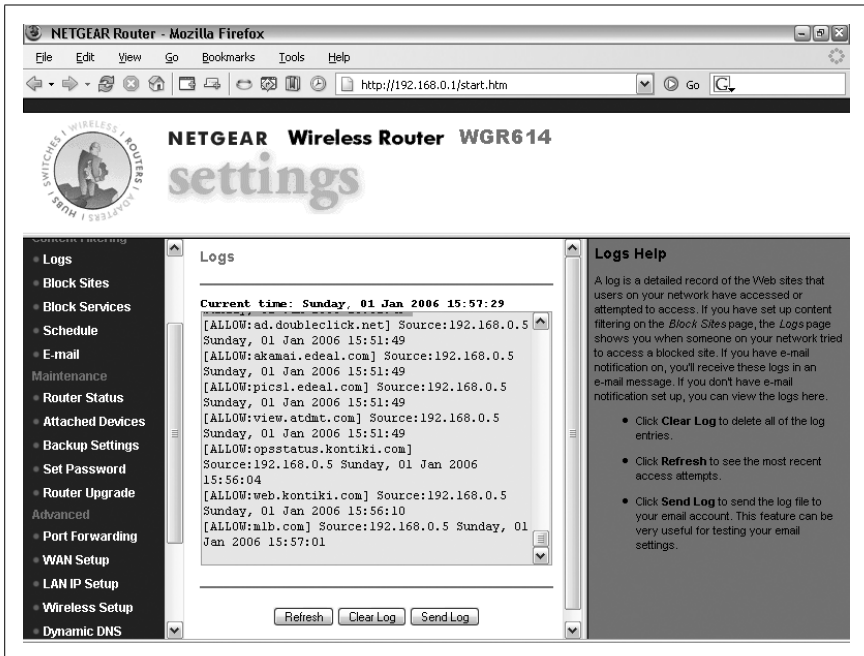 NETGEAR Router - Mozilla Firefox
File Edit View Go Bookmarks Tools Help
http://192.168.0.1/start.htm
Go
G
SWITCHES | WIRELESS | ROUTERS | ADAPTERS | HUBS |
NETGEAR Wireless Router WGR614
settings
Content Filtering
Logs
Block Sites
Block Services
Schedule
E-mail
Maintenance
Router Status
Attached Devices
Backup Settings
Set Password
Router Upgrade
Advanced
Port Forwarding
WAN Setup
LAN IP Setup
Wireless Setup
Dynamic DNS
Logs
Current time: Sunday, 01 Jan 2006 15:57:29
[ALLOW:ad.doubleclick.net] Source:192.168.0.5
Sunday, 01 Jan 2006 15:51:49
[ALLOW:akamai.edeal.com] Source:192.168.0.5
Sunday, 01 Jan 2006 15:51:49
[ALLOW:pics1.edeal.com] Source:192.168.0.5
Sunday, 01 Jan 2006 15:51:49
[ALLOW:view.atdmt.com] Source:192.168.0.5
Sunday, 01 Jan 2006 15:51:49
[ALLOW:opsstatus.kontiki.com]
Source:192.168.0.5 Sunday, 01 Jan 2006
15:56:04
[ALLOW:web.kontiki.com] Source:192.168.0.5
Sunday, 01 Jan 2006 15:56:10
[ALLOW:mlb.com] Source:192.168.0.5 Sunday, 01
Jan 2006 15:57:01
Refresh Clear Log Send Log
Logs Help
A log is a detailed record of the Web sites that
users on your network have accessed or
attempted to access. If you have set up content
filtering on the Block Sites page, the Logs page
shows you when someone on your network tried
to access a blocked site. If you have e-mail
notification on, you'll receive these logs in an
e-mail message. If you don't have e-mail
notification set up, you can view the logs here.
Click Clear Log to delete all of the log
entries.
Click Refresh to see the most recent
access attempts.
Click Send Log to send the log file to
your email account. This feature can be
very useful for testing your email
settings.